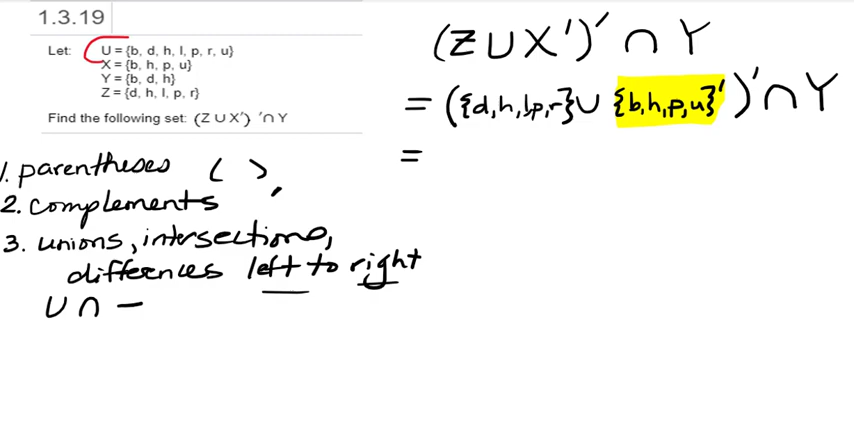 1.3.19
Let: U = {b, d, h, l, p, r, u}
X = {b, h, p, u}
Y = {b, d, h}
Z = {d, h, l, p, r}
Find the following set: (Z ∪ X′) ′∩ Y
(Z ∪ X′)′ ∩ Y
= ({d,h,l,p,r} ∪ {b,h,p,u}′)′ ∩ Y
=
1. parentheses ( ),
2. complements ′
3. unions, intersections,
differences left to right
∪ ∩ −